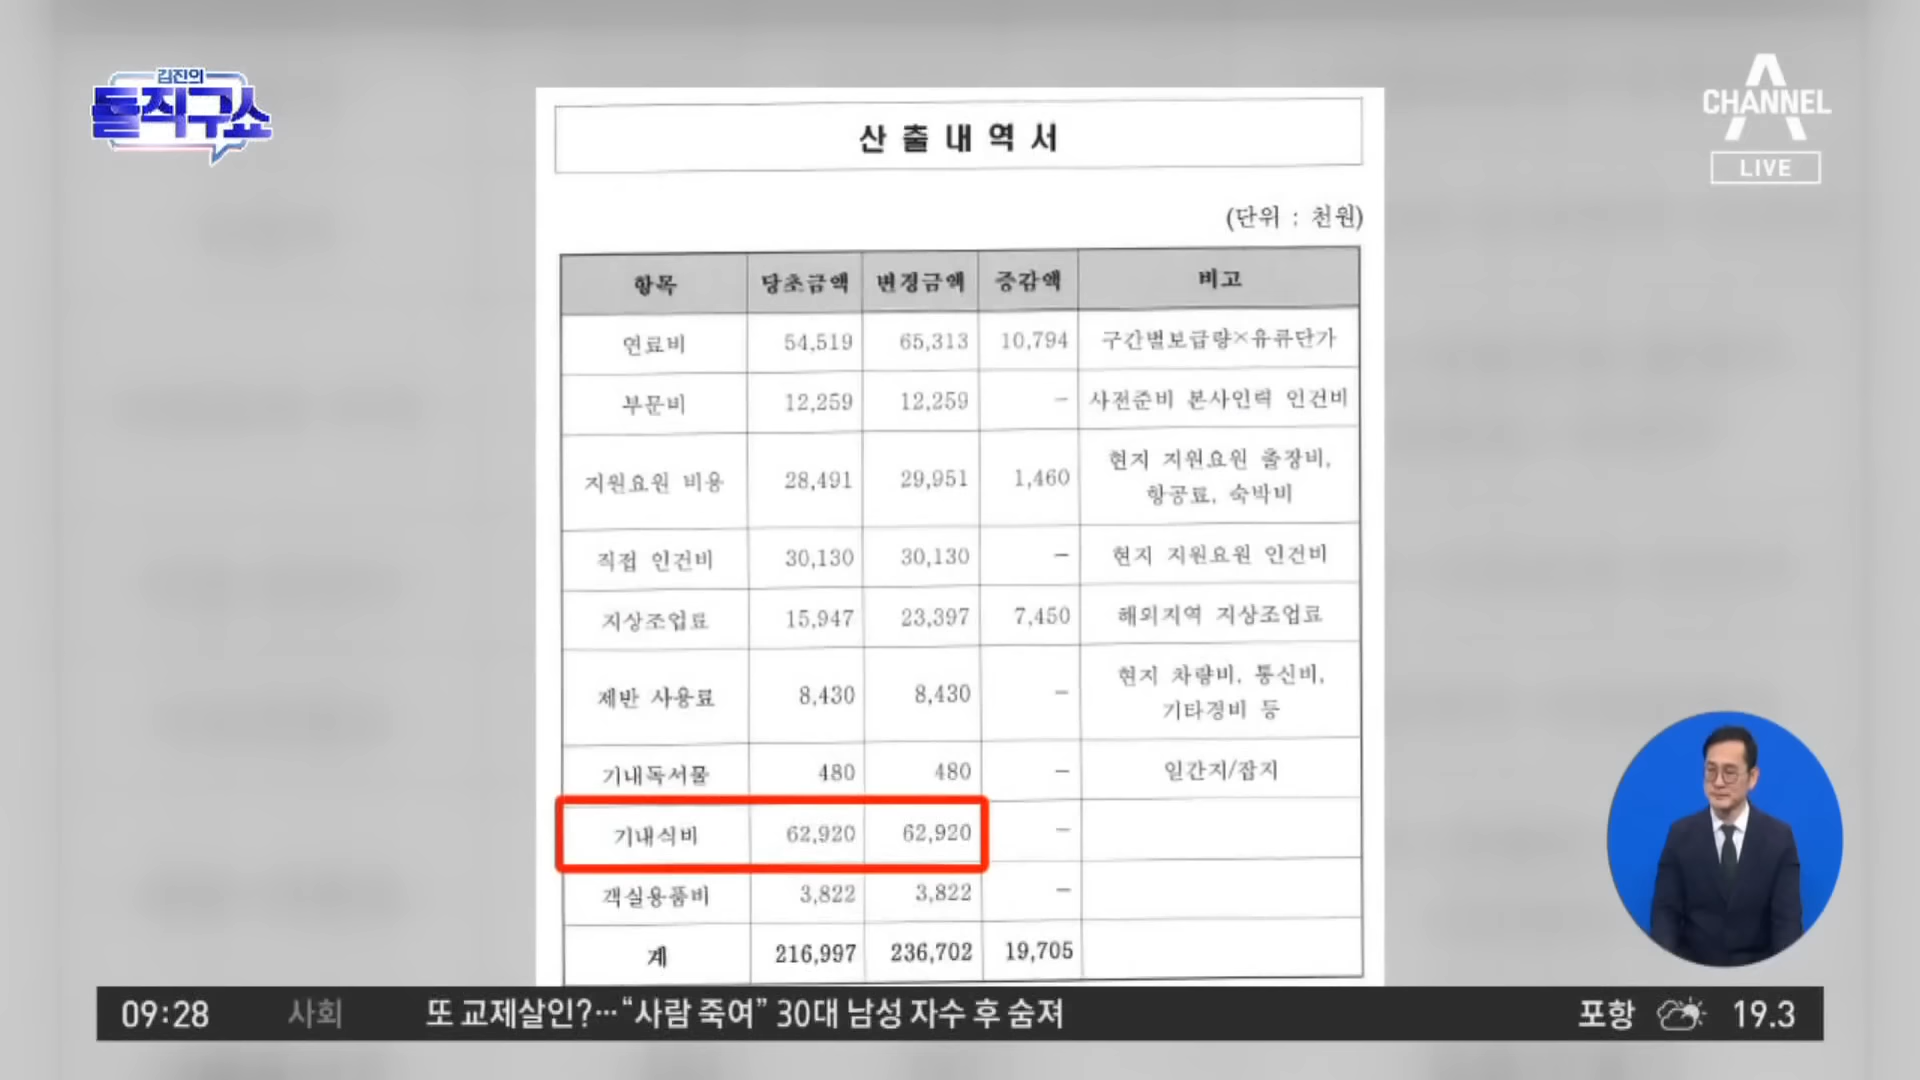 김진의
돌직구쇼
CHANNEL A
LIVE
산출내역서
(단위 : 천원)
항목 당초금액 변경금액 증감액 비고
연료비 54,519 65,313 10,794 구간별보급량×유류단가
부문비 12,259 12,259 - 사전준비 본사인력 인건비
지원요원 비용 28,491 29,951 1,460 현지 지원요원 출장비,
항공료, 숙박비
직접 인건비 30,130 30,130 - 현지 지원요원 인건비
지상조업료 15,947 23,397 7,450 해외지역 지상조업료
제반 사용료 8,430 8,430 - 현지 차량비, 통신비,
기타경비 등
기내독서물 480 480 - 일간지/잡지
기내식비 62,920 62,920 -
객실용품비 3,822 3,822 -
계 216,997 236,702 19,705
09:28 사회 또 교제살인?…“사람 죽여” 30대 남성 자수 후 숨져 포항 19.3